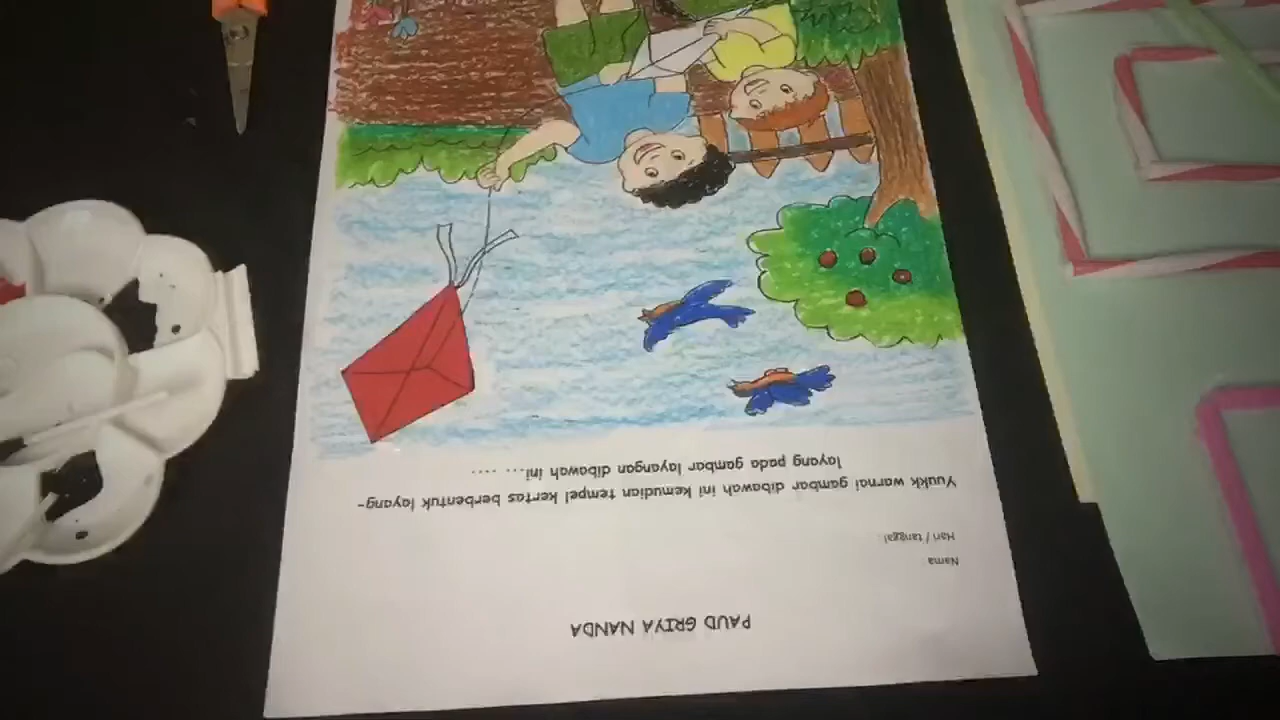 PAUD GRIYA NANDA
Nama
Hari / tanggal
Yuukk warnai gambar dibawah ini kemudian tempel kertas berbentuk layang-
layang pada gambar layangan dibawah ini... ....